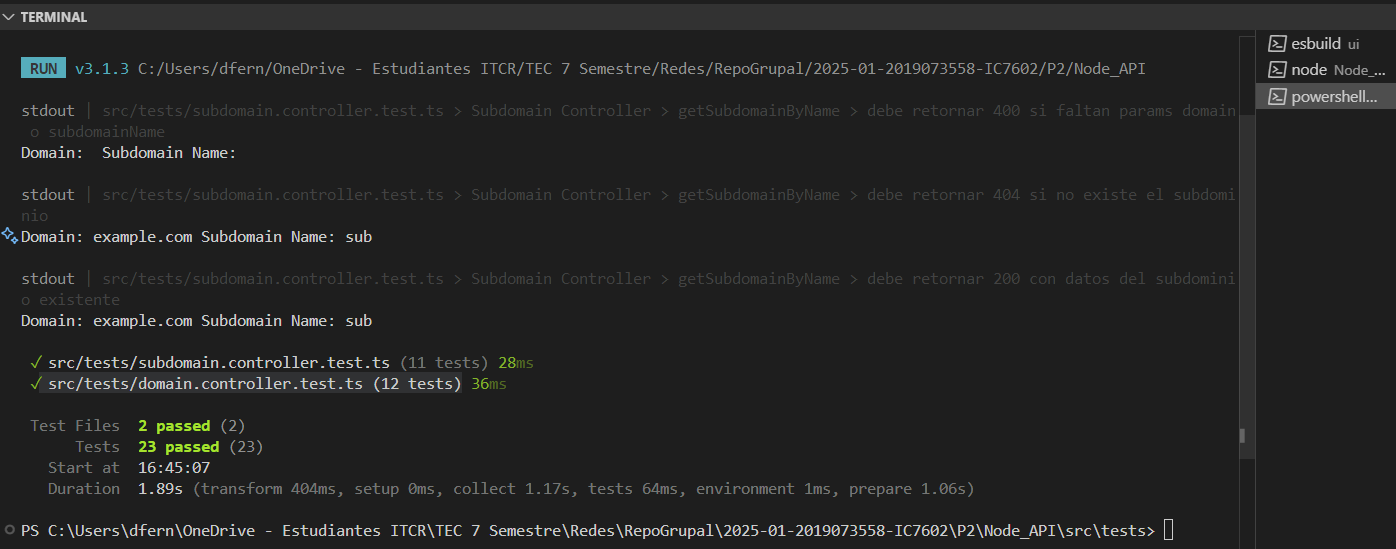 TERMINAL
RUN v3.1.3 C:/Users/dfern/OneDrive - Estudiantes ITCR/TEC 7 Semestre/Redes/RepoGrupal/2025-01-2019073558-IC7602/P2/Node_API
stdout | src/tests/subdomain.controller.test.ts > Subdomain Controller > getSubdomainByName > debe retornar 400 si faltan params domain
o subdomainName
Domain:  Subdomain Name:
stdout | src/tests/subdomain.controller.test.ts > Subdomain Controller > getSubdomainByName > debe retornar 404 si no existe el subdomi
nio
Domain: example.com Subdomain Name: sub
stdout | src/tests/subdomain.controller.test.ts > Subdomain Controller > getSubdomainByName > debe retornar 200 con datos del subdomini
o existente
Domain: example.com Subdomain Name: sub
✓ src/tests/subdomain.controller.test.ts (11 tests) 28ms
✓ src/tests/domain.controller.test.ts (12 tests) 36ms
Test Files  2 passed (2)
Tests  23 passed (23)
Start at  16:45:07
Duration  1.89s (transform 404ms, setup 0ms, collect 1.17s, tests 64ms, environment 1ms, prepare 1.06s)
PS C:\Users\dfern\OneDrive - Estudiantes ITCR\TEC 7 Semestre\Redes\RepoGrupal\2025-01-2019073558-IC7602\P2\Node_API\src\tests>
esbuild ui
node Node_...
powershell...